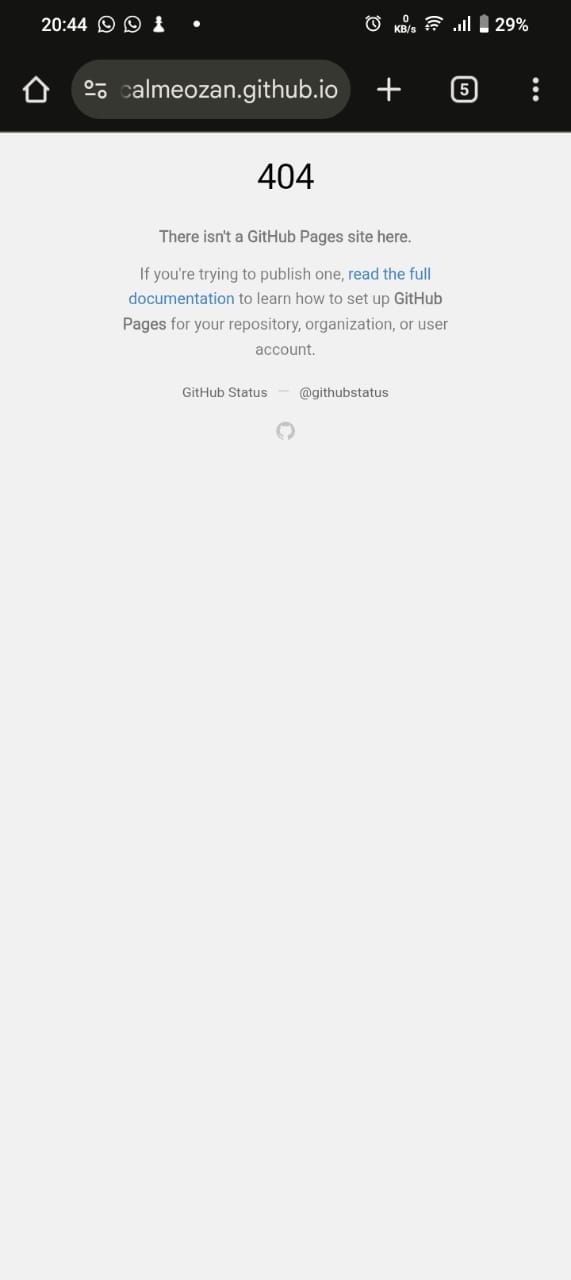 20:44
0
KB/s
29%
calmeozan.github.io
5
404
There isn't a GitHub Pages site here.
If you're trying to publish one, read the full
documentation to learn how to set up GitHub
Pages for your repository, organization, or user
account.
GitHub Status — @githubstatus